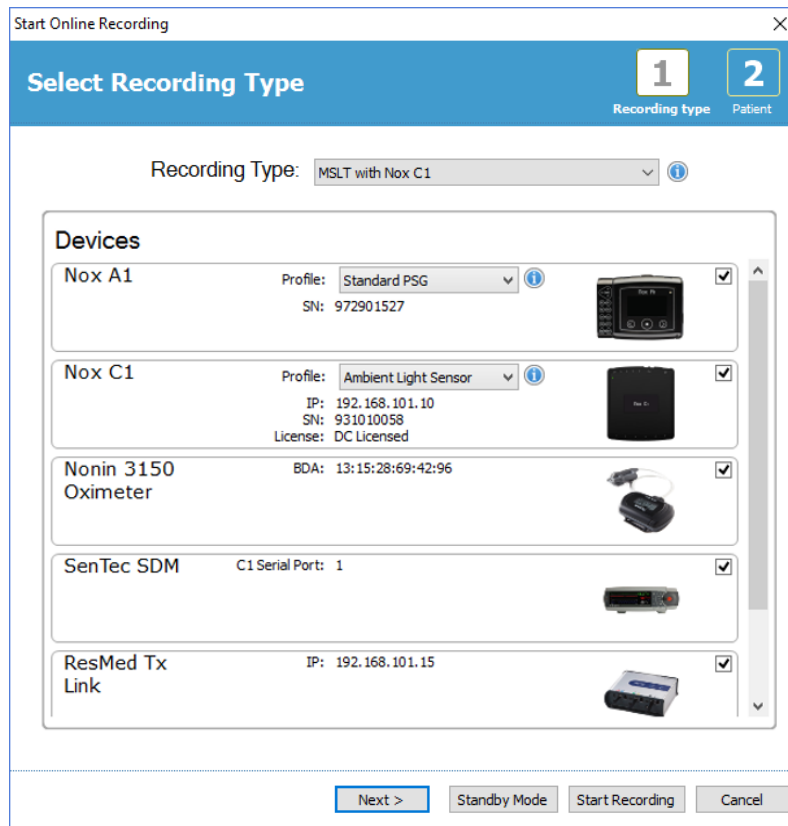 Start Online Recording
Select Recording Type
1
Recording type
2
Patient
Recording Type: MSLT with Nox C1
Devices
Nox A1
Profile: Standard PSG
SN: 972901527
Nox C1
Profile: Ambient Light Sensor
IP: 192.168.101.10
SN: 931010058
License: DC Licensed
Nonin 3150
Oximeter
BDA: 13:15:28:69:42:96
SenTec SDM
C1 Serial Port: 1
ResMed Tx
Link
IP: 192.168.101.15
Next >
Standby Mode
Start Recording
Cancel